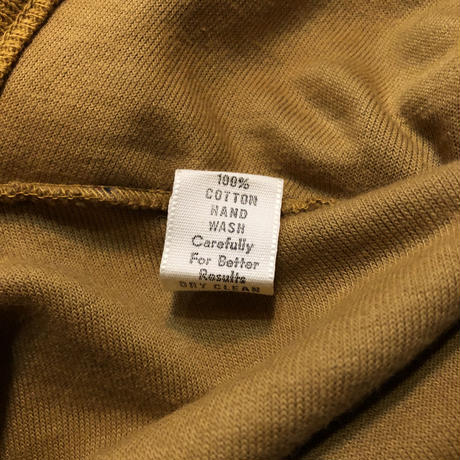 100%
COTTON
HAND
WASH
Carefully
For Better
Results
DRY CLEAN